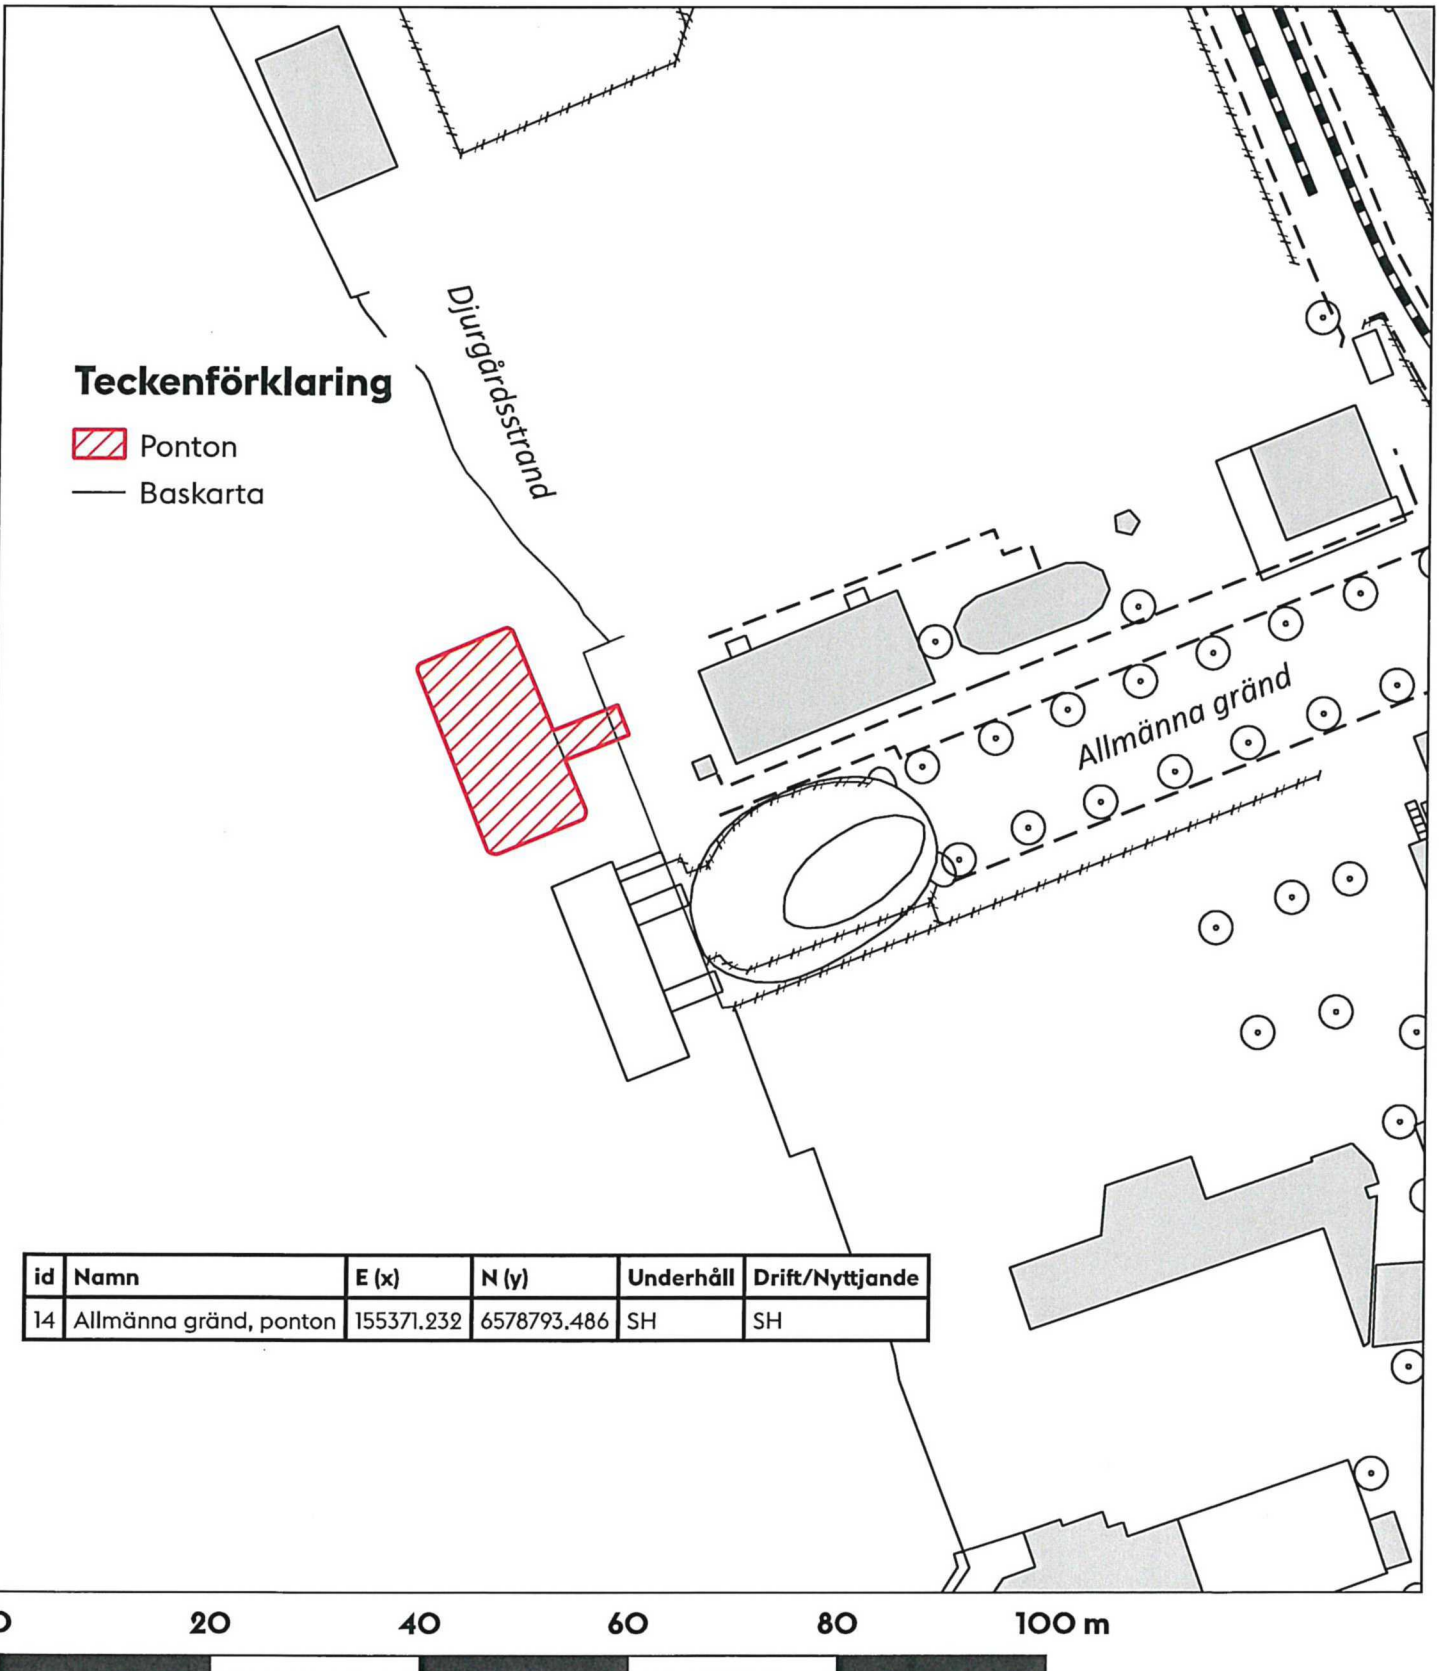 Djurgårdsstrand
Teckenförklaring
Ponton
Baskarta
Allmänna gränd
id Namn E (x) N (y) Underhåll Drift/Nyttjande
14 Allmänna gränd, ponton 155371.232 6578793.486 SH SH
0 20 40 60 80 100 m